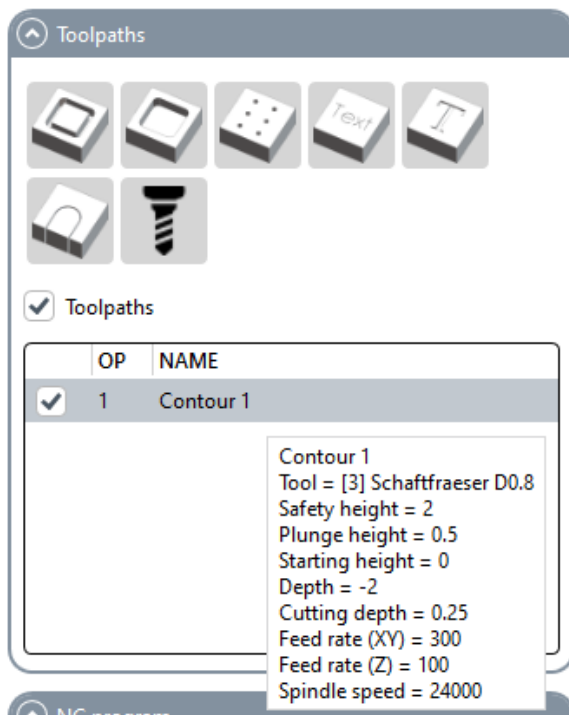 Toolpaths
Text
T
Toolpaths
OP NAME
1 Contour 1
Contour 1
Tool = [3] Schaftfraeser D0.8
Safety height = 2
Plunge height = 0.5
Starting height = 0
Depth = -2
Cutting depth = 0.25
Feed rate (XY) = 300
Feed rate (Z) = 100
Spindle speed = 24000
NC program